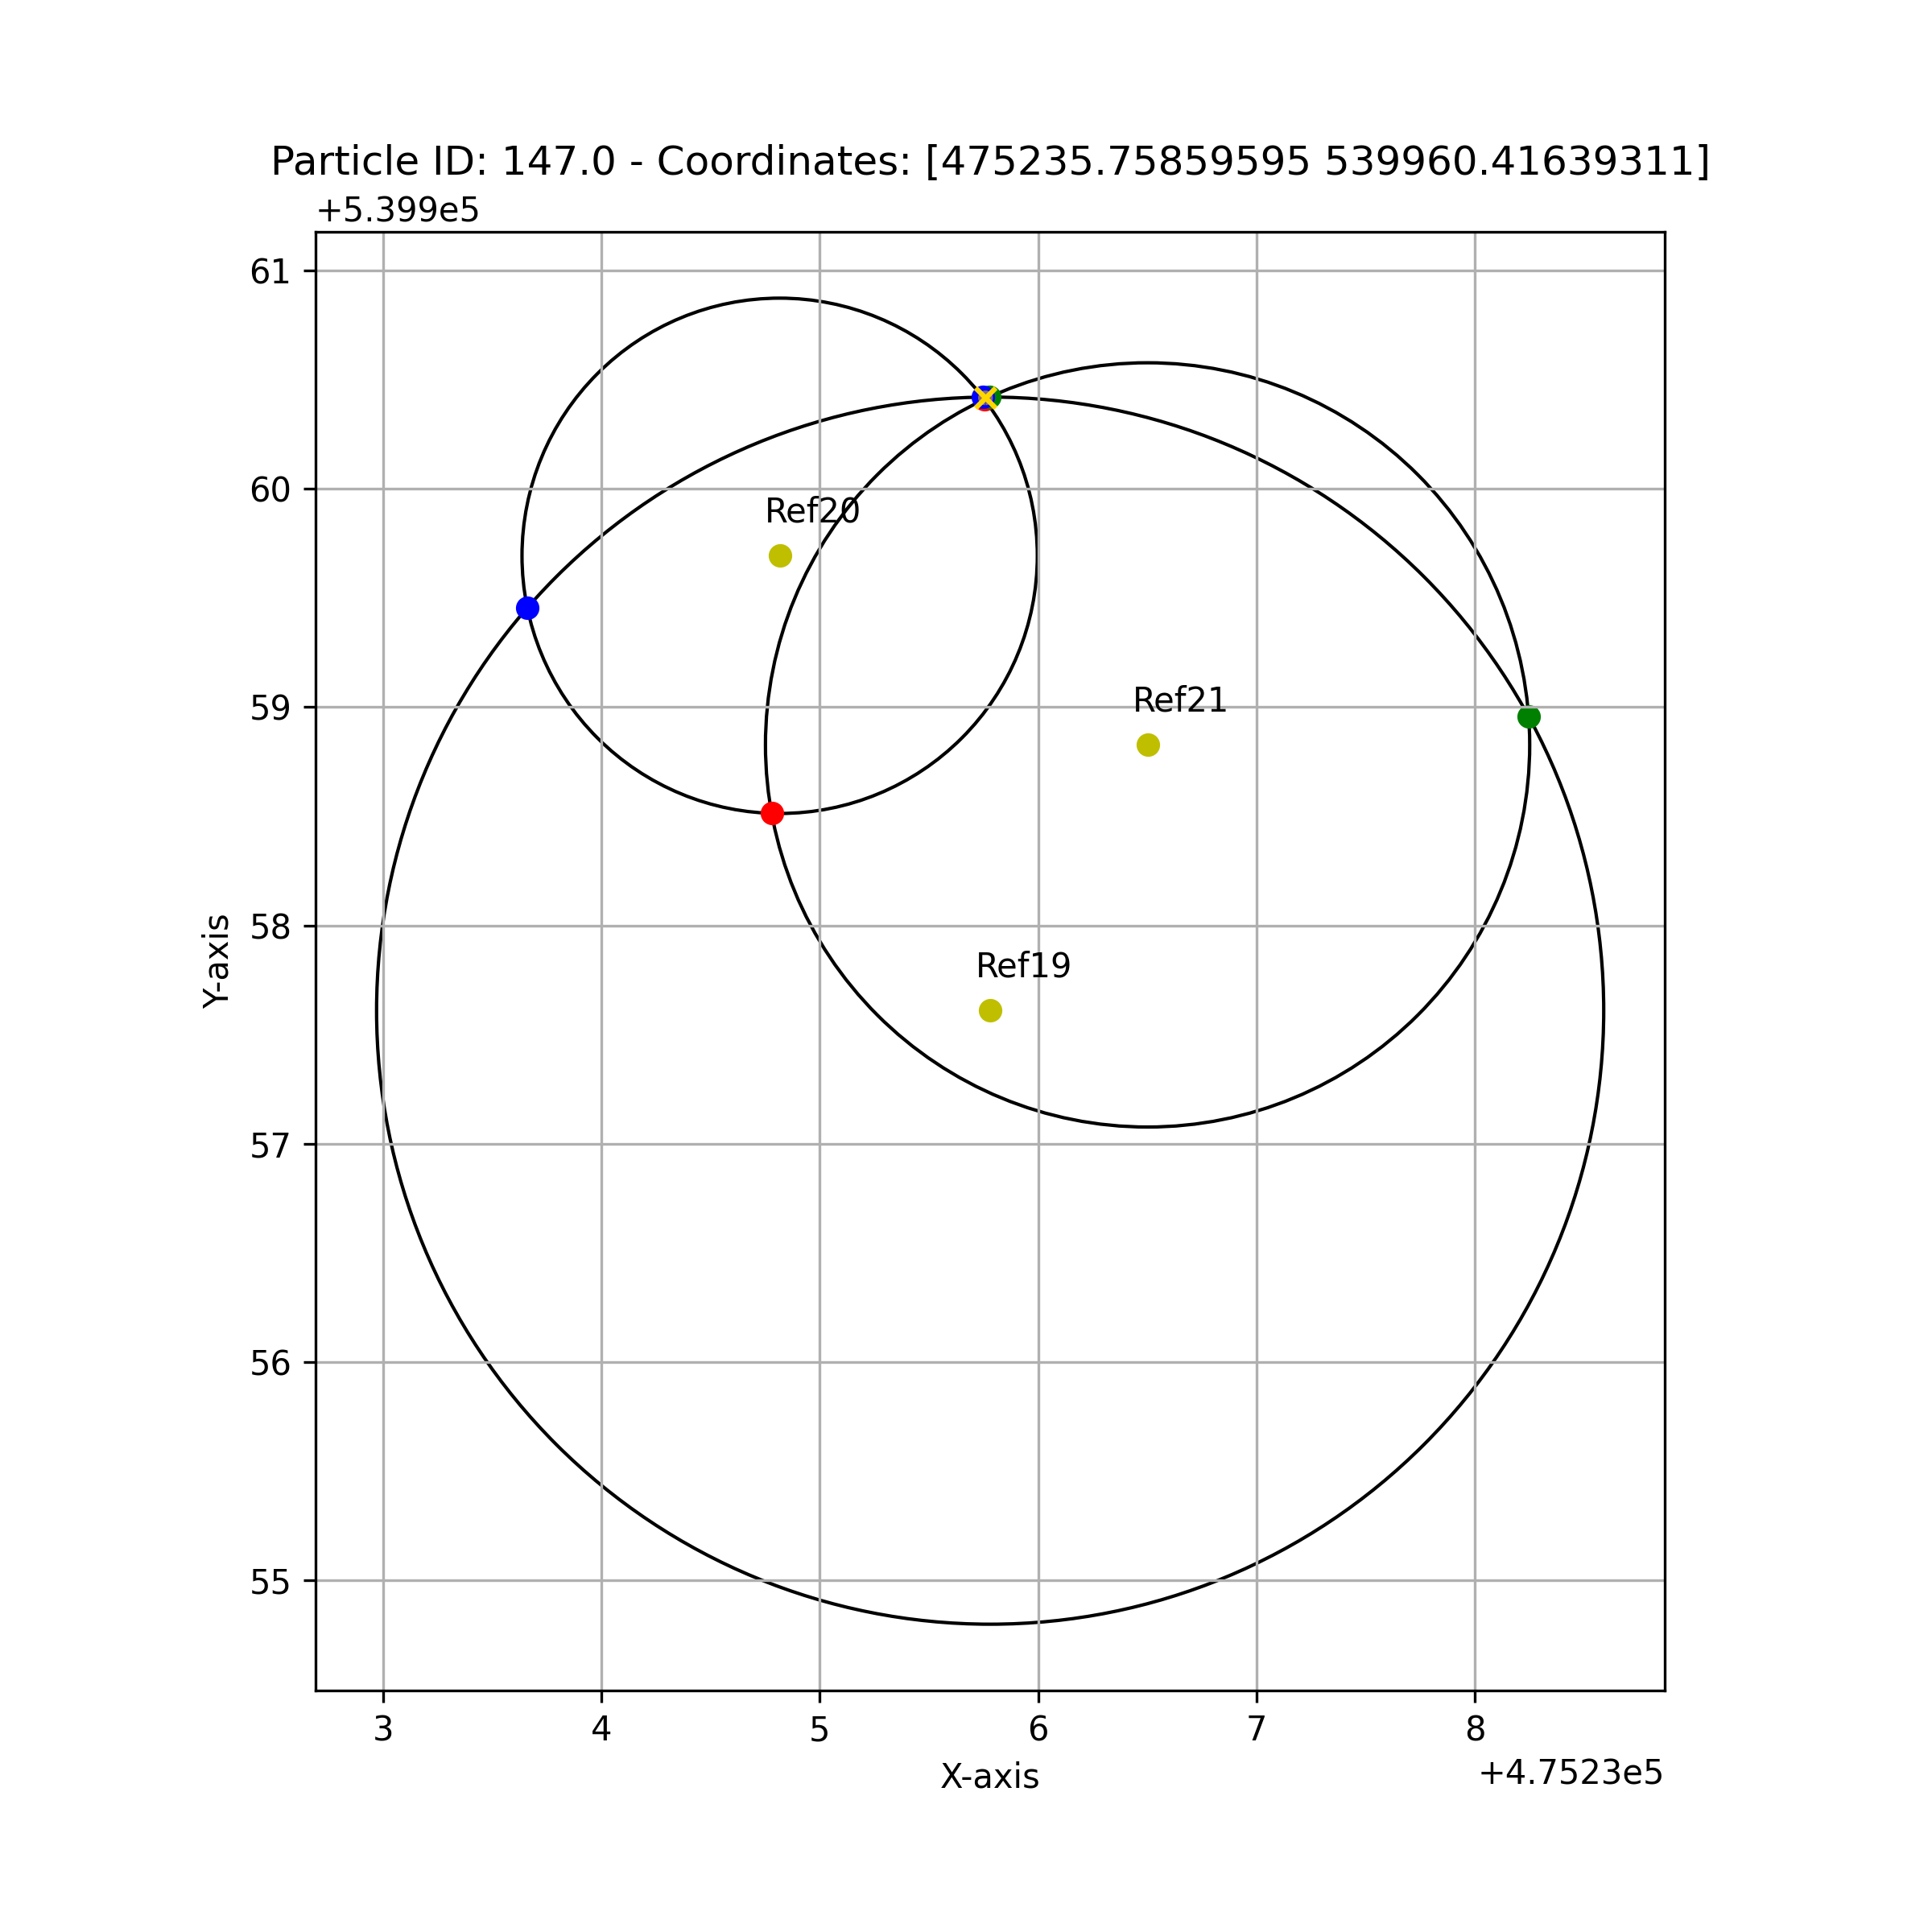 Particle ID: 147.0 - Coordinates: [475235.75859595 539960.41639311]
+5.399e5
61
60
59
58
57
56
55
Y-axis
Ref20
Ref21
Ref19
3 4 5 6 7 8
X-axis
+4.7523e5